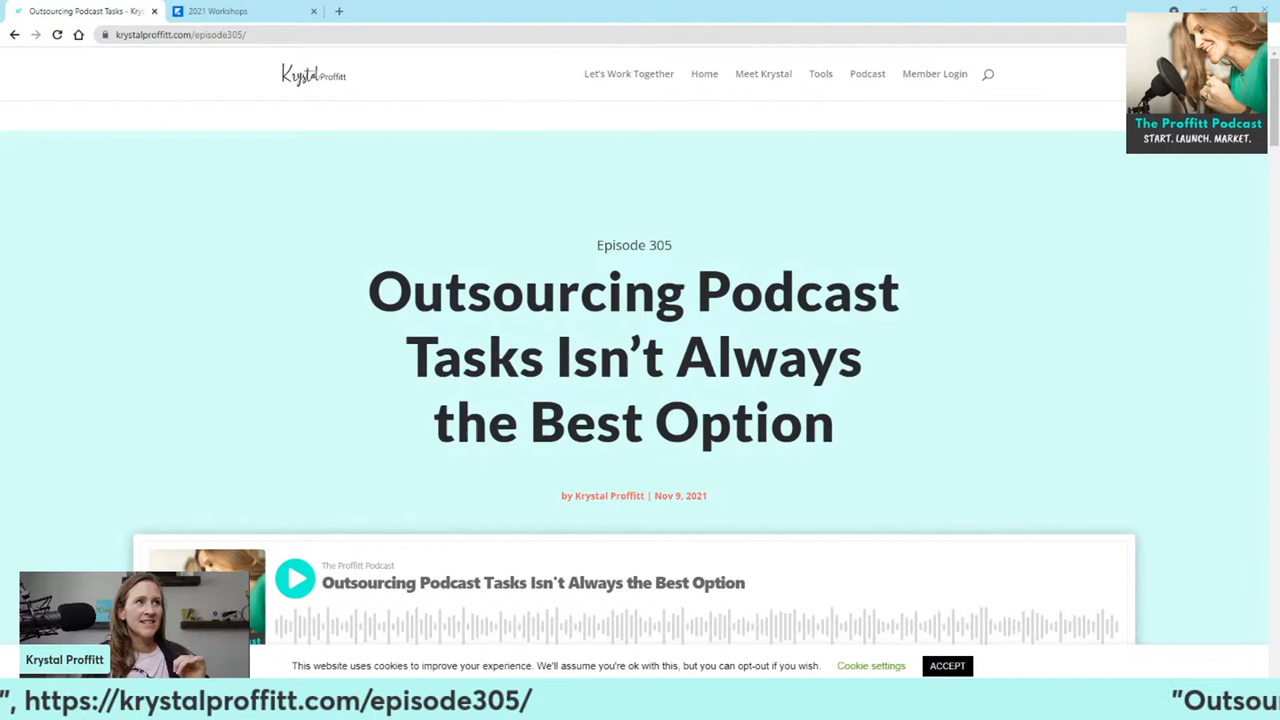 Outsourcing Podcast Tasks - Krys
2021 Workshops
krystalproffitt.com/episode305/
Krystal Proffitt
Let's Work Together
Home
Meet Krystal
Tools
Podcast
Member Login
The Proffitt Podcast
START. LAUNCH. MARKET.
Episode 305
Outsourcing Podcast
Tasks Isn't Always
the Best Option
by Krystal Proffitt | Nov 9, 2021
The Proffitt Podcast
Outsourcing Podcast Tasks Isn't Always the Best Option
Krystal Proffitt
This website uses cookies to improve your experience. We'll assume you're ok with this, but you can opt-out if you wish.
Cookie settings
ACCEPT
", https://krystalproffitt.com/episode305/
"Outsou